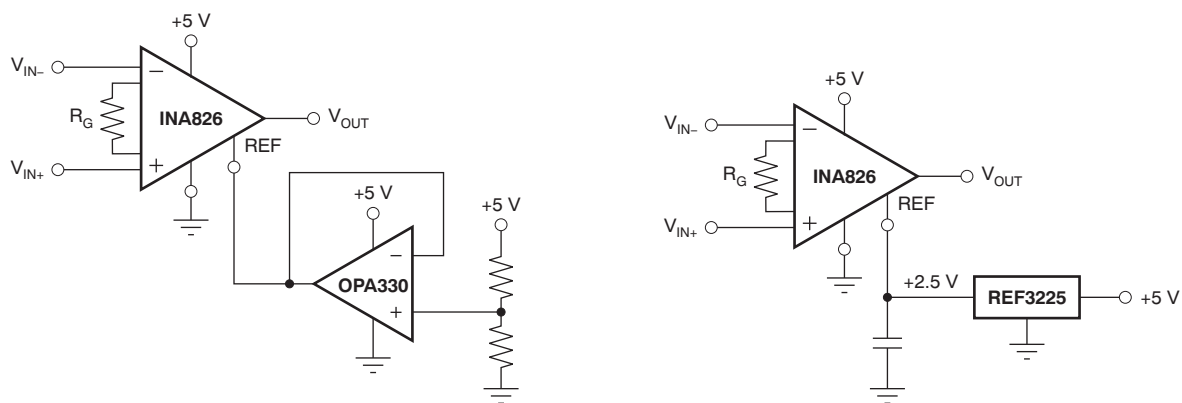 +5 V
V_IN–
–
R_G
INA826
V_OUT
REF
V_IN+
+
+5 V
+5 V
–
OPA330
+
+5 V
V_IN–
–
R_G
INA826
V_OUT
REF
V_IN+
+
+2.5 V
REF3225
+5 V